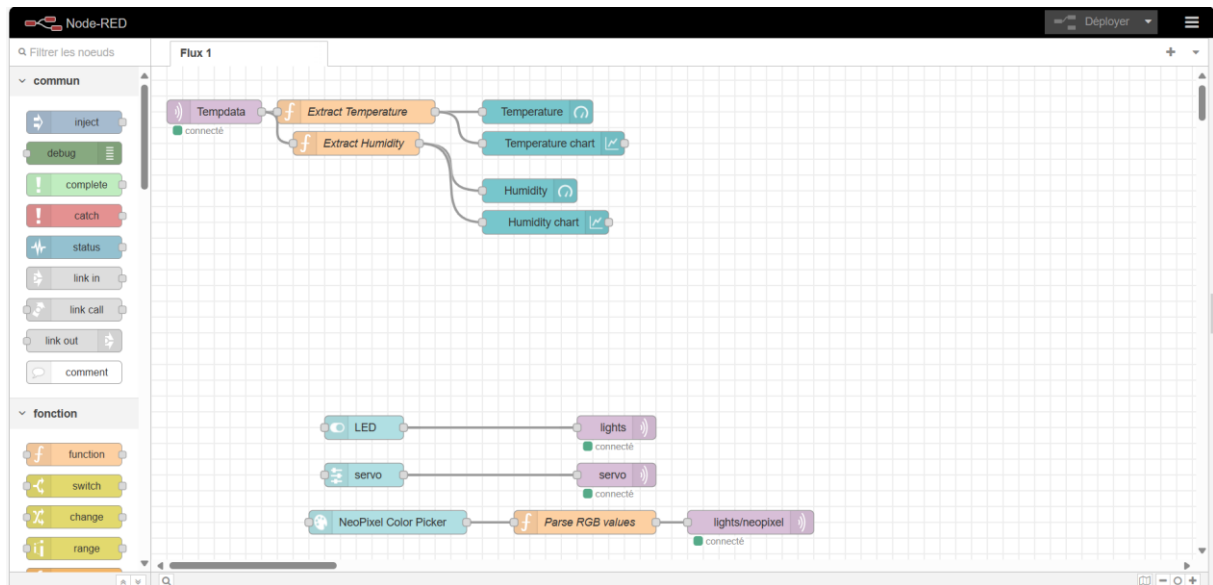 Node-RED
Déployer
Filtrer les noeuds
Flux 1
commun
inject
debug
complete
catch
status
link in
link call
link out
comment
fonction
function
switch
change
range
Tempdata
connecté
Extract Temperature
Temperature
Extract Humidity
Temperature chart
Humidity
Humidity chart
LED
lights
connecté
servo
servo
connecté
NeoPixel Color Picker
Parse RGB values
lights/neopixel
connecté